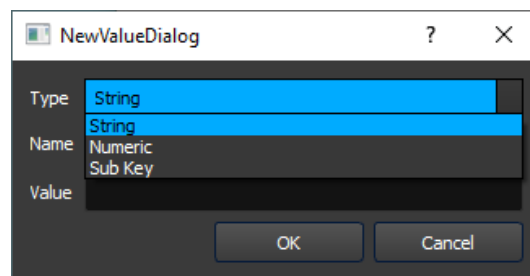 NewValueDialog ?
Type String
String
Name Numeric
Sub Key
Value
OK Cancel